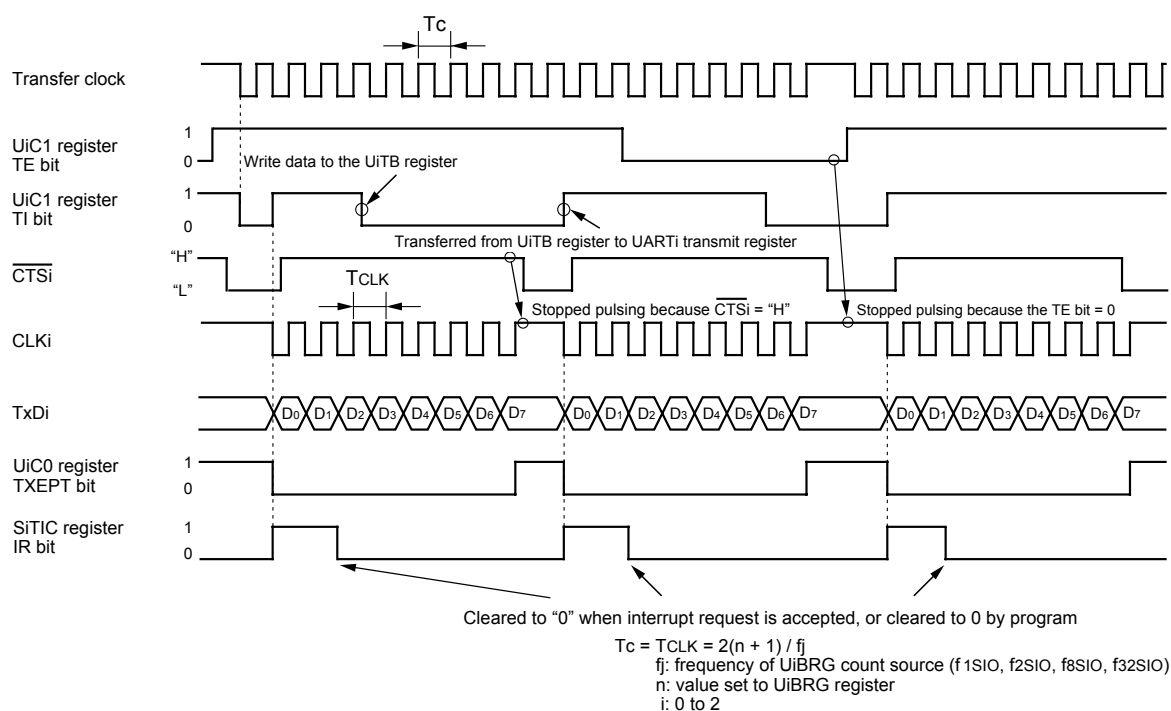 Tc
Transfer clock
UiC1 register
TE bit
1
0
Write data to the UiTB register
UiC1 register
TI bit
1
0
Transferred from UiTB register to UARTi transmit register
"H"
CTSi
"L"
TCLK
Stopped pulsing because CTSi = "H"
Stopped pulsing because the TE bit = 0
CLKi
TxDi
D0 D1 D2 D3 D4 D5 D6 D7 D0 D1 D2 D3 D4 D5 D6 D7 D0 D1 D2 D3 D4 D5 D6 D7
UiC0 register
TXEPT bit
1
0
SiTIC register
IR bit
1
0
Cleared to “0” when interrupt request is accepted, or cleared to 0 by program
Tc = TCLK = 2(n + 1) / fj
fj: frequency of UiBRG count source (f1SIO, f2SIO, f8SIO, f32SIO)
n: value set to UiBRG register
i: 0 to 2